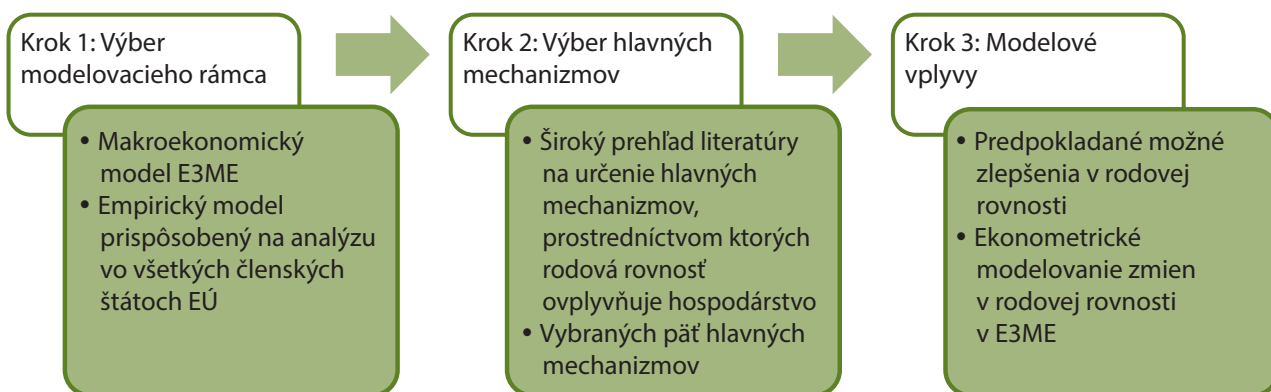 Krok 1: Výber
modelovacieho rámca
• Makroekonomický
model E3ME
• Empirický model
prispôsobený na analýzu
vo všetkých členských
štátoch EÚ
Krok 2: Výber hlavných
mechanizmov
• Široký prehľad literatúry
na určenie hlavných
mechanizmov,
prostredníctvom ktorých
rodová rovnosť
ovplyvňuje hospodárstvo
• Vybraných päť hlavných
mechanizmov
Krok 3: Modelové
vplyvy
• Predpokladané možné
zlepšenia v rodovej
rovnosti
• Ekonometrické
modelovanie zmien
v rodovej rovnosti
v E3ME